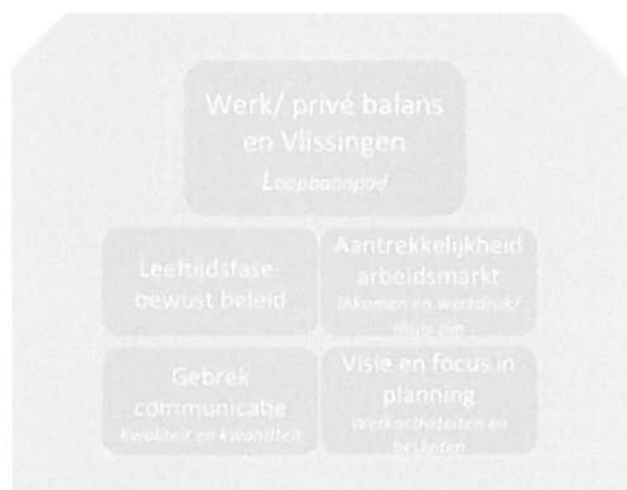 Werk/ privé balans
en Vlissingen
Loopbaanpad
Leeftijdsfase-
bewust beleid
Aantrekkelijkheid
arbeidsmarkt
Inkomen en werkdruk/
Gebrek
communicatie
Kwaliteit en kwantiteit
Visie en focus in
planning
Werkactiviteiten en
besluiten